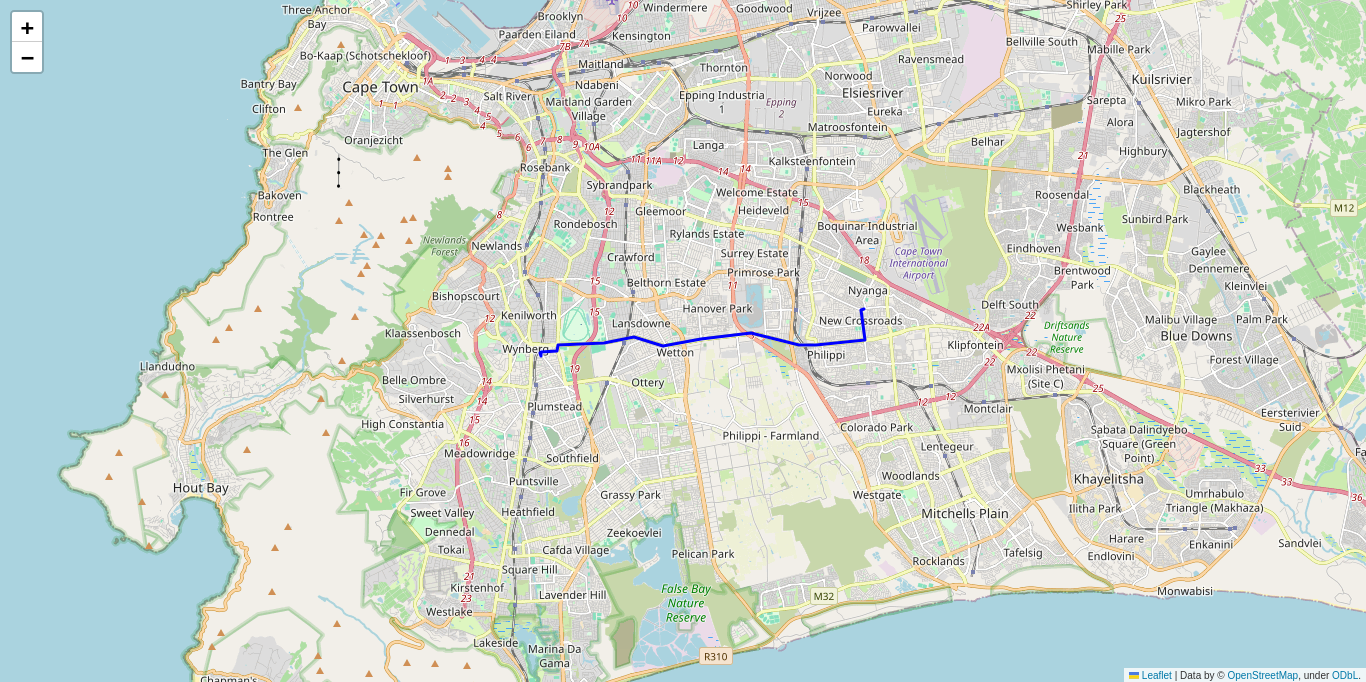 Three Anchor
Bay
Brooklyn
Windermere
Goodwood
Vrijzee
Shirley Park
Paarden Eiland
Kensington
Parowvallei
Bellville South
Mabille Park
Bo-Kaap (Schotschekloof)
Maitland
Thornton
Norwood
Ravensmead
Kuilsrivier
Bantry Bay
Cape Town
Ndabeni
Elsiesrivier
Clifton
Salt River
Maitland Garden
Village
Epping Industria
1
Epping
2
Eureka
Sarepta
Mikro Park
Matroosfontein
Alora
Jagtershof
Oranjezicht
Langa
Belhar
Highbury
The Glen
Rosebank
Kalksteenfontein
Bakoven
Sybrandpark
Welcome Estate
Roosendal
Blackheath
Rontree
Gleemoor
Heideveld
M12
Rondebosch
Rylands Estate
Boquinar Industrial
Area
Wesbank
Sunbird Park
Newlands
Forest
Newlands
Crawford
Surrey Estate
Cape Town
International
Airport
Eindhoven
Gaylee
Dennemere
Primrose Park
Brentwood
Park
Kleinvlei
Bishopscourt
Belthorn Estate
Nyanga
Delft South
Kenilworth
Hanover Park
New Crossroads
Malibu Village
Palm Park
Klaassenbosch
Lansdowne
Driftsands
- Nature
Reserve
Blue Downs
Wynberg
Wetton
Philippi
Klipfontein
Forest Village
Llandudno
Belle Ombre
Ottery
Mxolisi Phetani
(Site C)
Silverhurst
Plumstead
Montclair
Eersterivier
Suid
High Constantia
Philippi - Farmland
Colorado Park
Sabata Dalindyebo
Square (Green
Point)
Meadowridge
Southfield
Lentegeur
Hout Bay
Puntsville
Woodlands
Khayelitsha
Fir Grove
Grassy Park
Westgate
Umrhabulo
Triangle (Makhaza)
Sweet Valley
Heathfield
Mitchells Plain
Ilitha Park
Dennedal
Zeekoevlei
Harare
Enkanini
Sandvlei
Tokai
Cafda Village
Pelican Park
Tafelsig
Endlovini
Square Hill
Rocklands
Kirstenhof
Lavender Hill
False Bay
Nature
Reserve
M32
Monwabisi
Westlake
Lakeside
Marina Da
Gama
R310
Chapman's
Leaflet | Data by © OpenStreetMap, under ODbL.